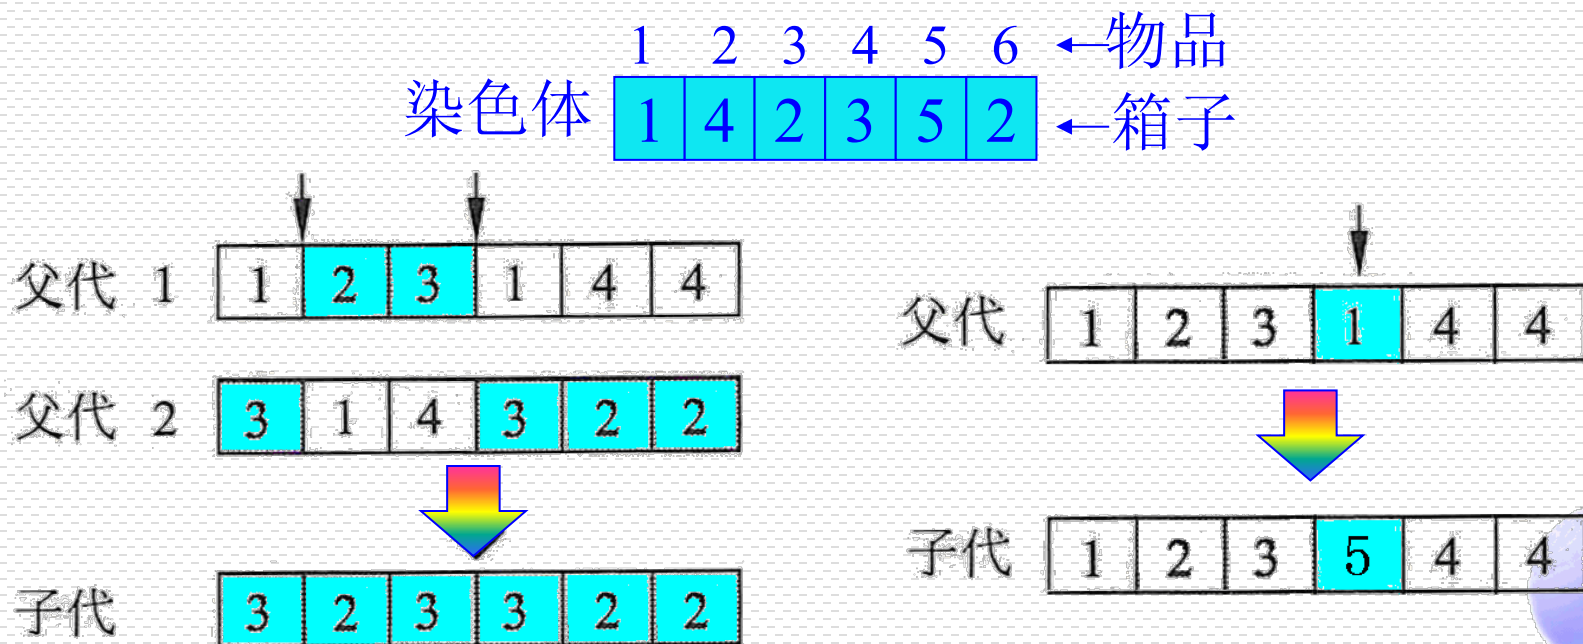 1 2 3 4 5 6 ←物品
染色体 1 4 2 3 5 2 ←箱子
父代 1 1 2 3 1 4 4
父代 2 3 1 4 3 2 2
子代 3 2 3 3 2 2
父代 1 2 3 1 4 4
子代 1 2 3 5 4 4